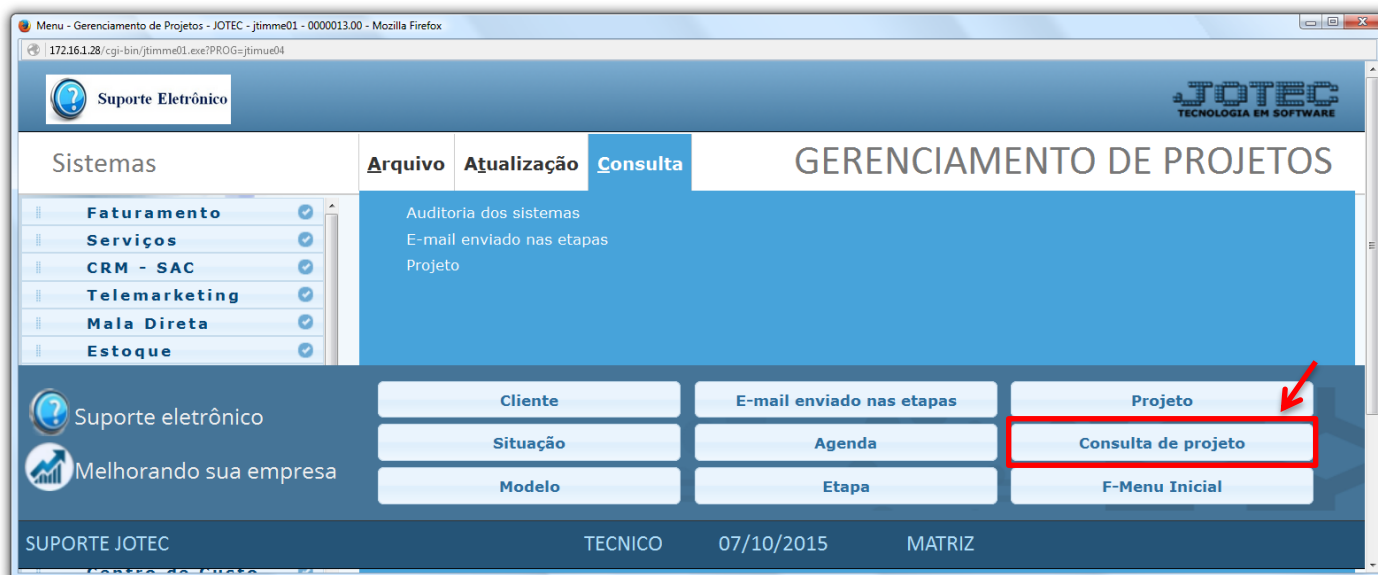 Menu - Gerenciamento de Projetos - JOTEC - jtimme01 - 0000013.00 - Mozilla Firefox
172.16.1.28/cgi-bin/jtimme01.exe?PROG=jtimue04
Suporte Eletrônico
JOTEC
TECNOLOGIA EM SOFTWARE
Sistemas
Arquivo Atualização Consulta
GERENCIAMENTO DE PROJETOS
Faturamento
Serviços
CRM - SAC
Telemarketing
Mala Direta
Estoque
Auditoria dos sistemas
E-mail enviado nas etapas
Projeto
Suporte eletrônico
Melhorando sua empresa
Cliente E-mail enviado nas etapas Projeto
Situação Agenda Consulta de projeto
Modelo Etapa F-Menu Inicial
SUPORTE JOTEC TECNICO 07/10/2015 MATRIZ
Centro de Custo